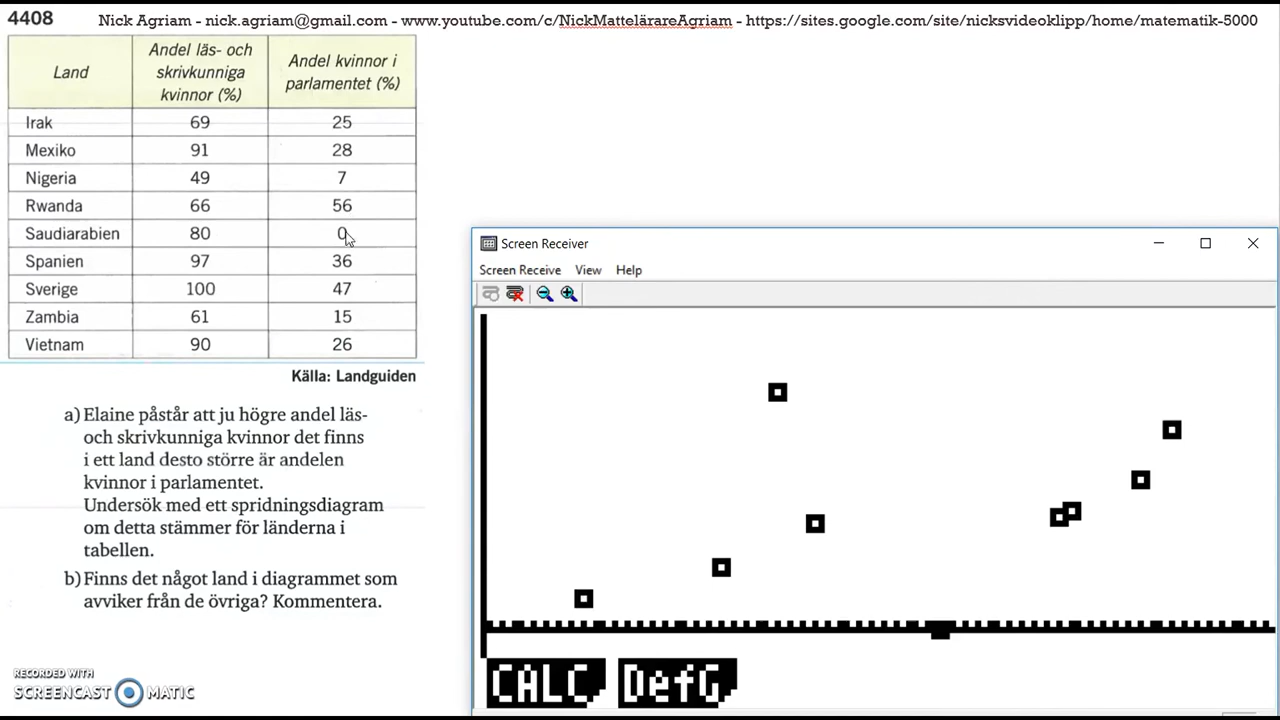 4408
Nick Agriam - nick.agriam@gmail.com - www.youtube.com/c/NickMattelärareAgriam - https://sites.google.com/site/nicksvideoklipp/home/matematik-5000
Land Andel läs- och skrivkunniga kvinnor (%) Andel kvinnor i parlamentet (%)
Irak 69 25
Mexiko 91 28
Nigeria 49 7
Rwanda 66 56
Saudiarabien 80 0
Spanien 97 36
Sverige 100 47
Zambia 61 15
Vietnam 90 26
Källa: Landguiden
a) Elaine påstår att ju högre andel läs-
och skrivkunniga kvinnor det finns
i ett land desto större är andelen
kvinnor i parlamentet.
Undersök med ett spridningsdiagram
om detta stämmer för länderna i
tabellen.
b) Finns det något land i diagrammet som
avviker från de övriga? Kommentera.
Screen Receiver
Screen Receive View Help
CALC DefG
RECORDED WITH
SCREENCAST MATIC